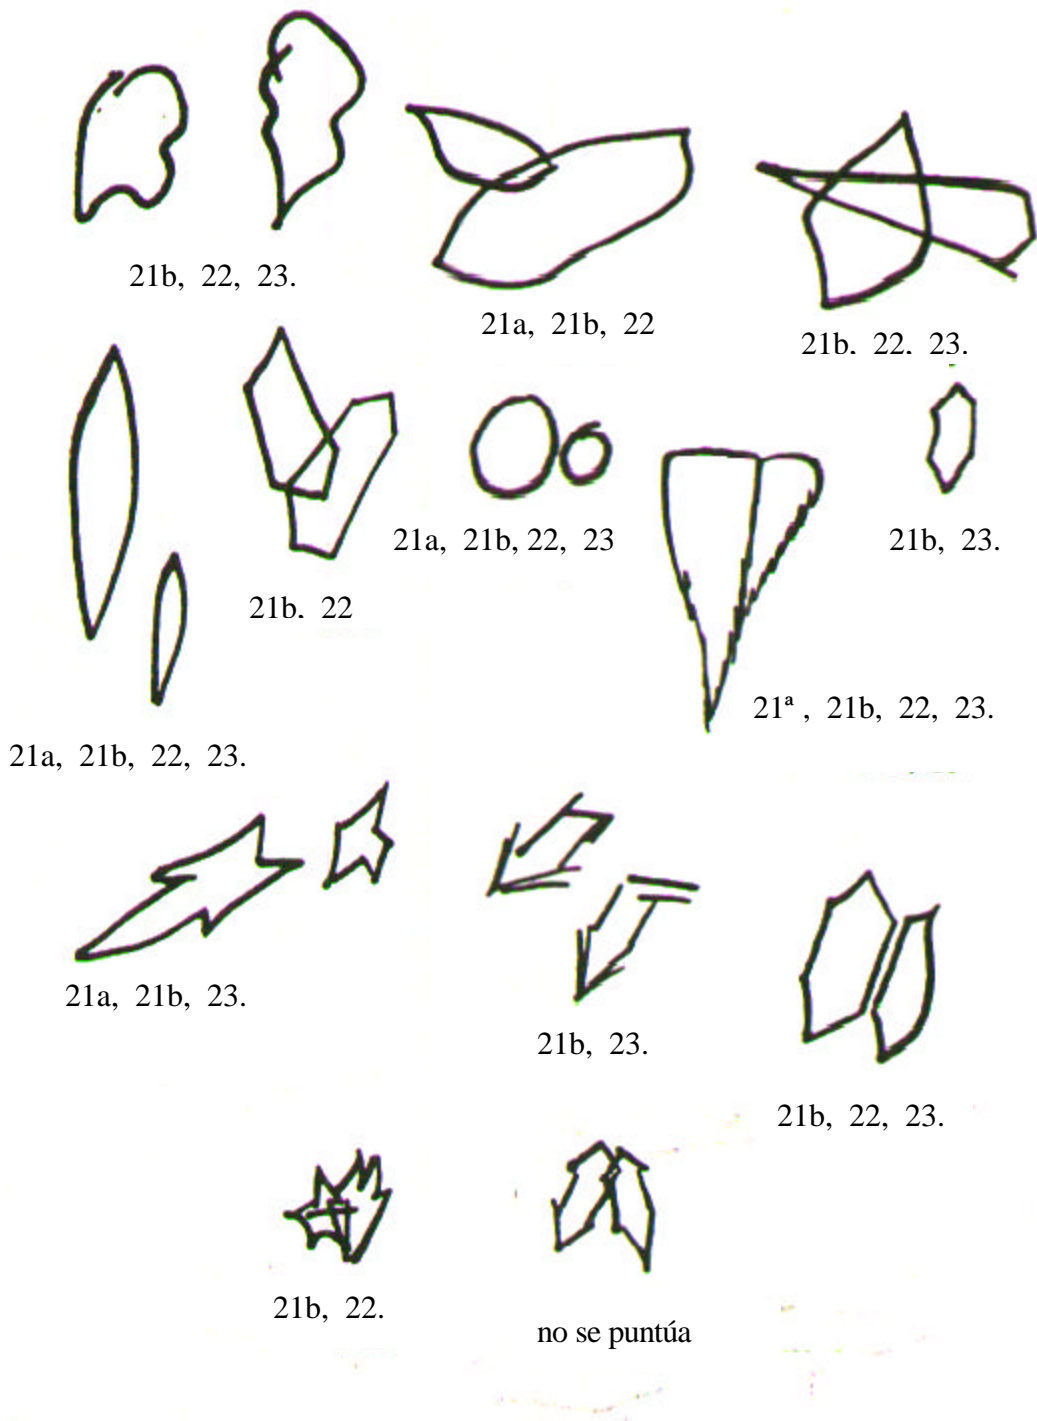 21b, 22, 23.
21a, 21b, 22
21b. 22. 23.
21a, 21b, 22, 23
21b, 23.
21b. 22
21ª , 21b, 22, 23.
21a, 21b, 22, 23.
21a, 21b, 23.
21b, 23.
21b, 22, 23.
21b, 22.
no se puntúa